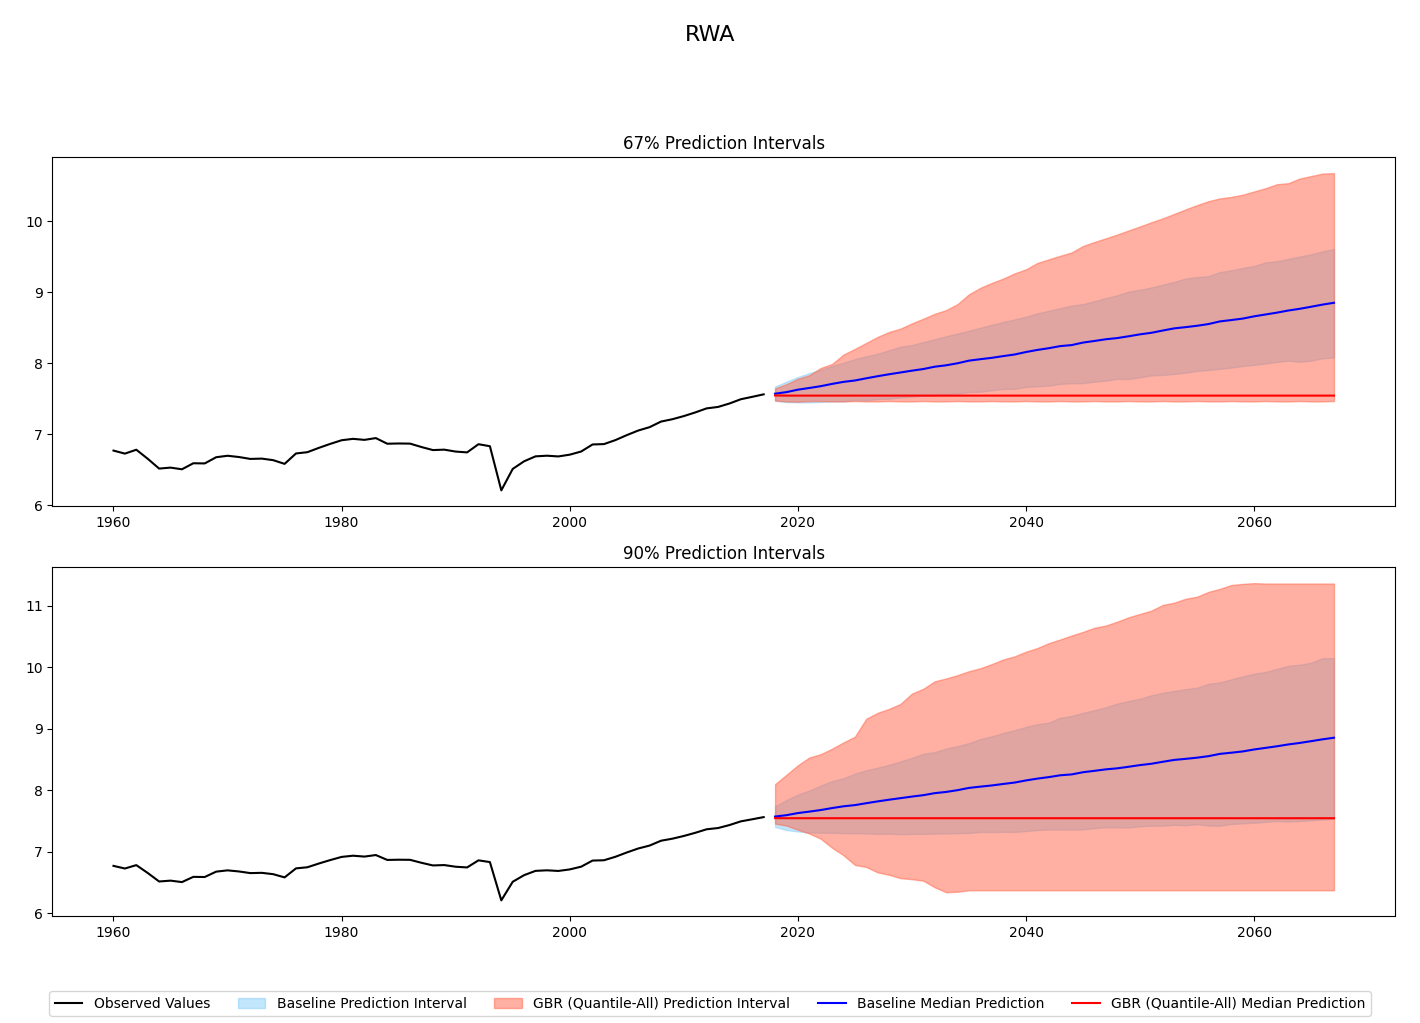 RWA
67% Prediction Intervals
10
9
8
7
6
1960 1980 2000 2020 2040 2060
90% Prediction Intervals
11
10
9
8
7
6
1960 1980 2000 2020 2040 2060
Observed Values Baseline Prediction Interval GBR (Quantile-All) Prediction Interval Baseline Median Prediction GBR (Quantile-All) Median Prediction